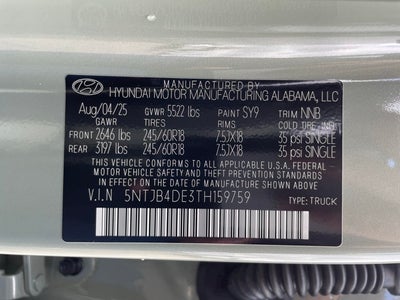 MANUFACTURED BY
HYUNDAI MOTOR MANUFACTURING ALABAMA, LLC
Aug/04/25 GVWR 5522 lbs PAINT SY9 TRIM NNB
GAWR TIRES: RIMS: COLD TIRE INF.:
FRONT 2646 lbs 245/60R18 7.5JX18 35 psi SINGLE
REAR 3197 lbs 245/60R18 7.5JX18 35 psi SINGLE
THIS VEHICLE CONFORMS TO ALL APPLICABLE U.S.A. FEDERAL
MOTOR VEHICLE SAFETY AND THEFT PREVENTION STANDARDS
IN EFFECT ON THE DATE OF MANUFACTURE SHOWN ABOVE.
V.I.N 5NTJB4DE3TH159759
TYPE: TRUCK